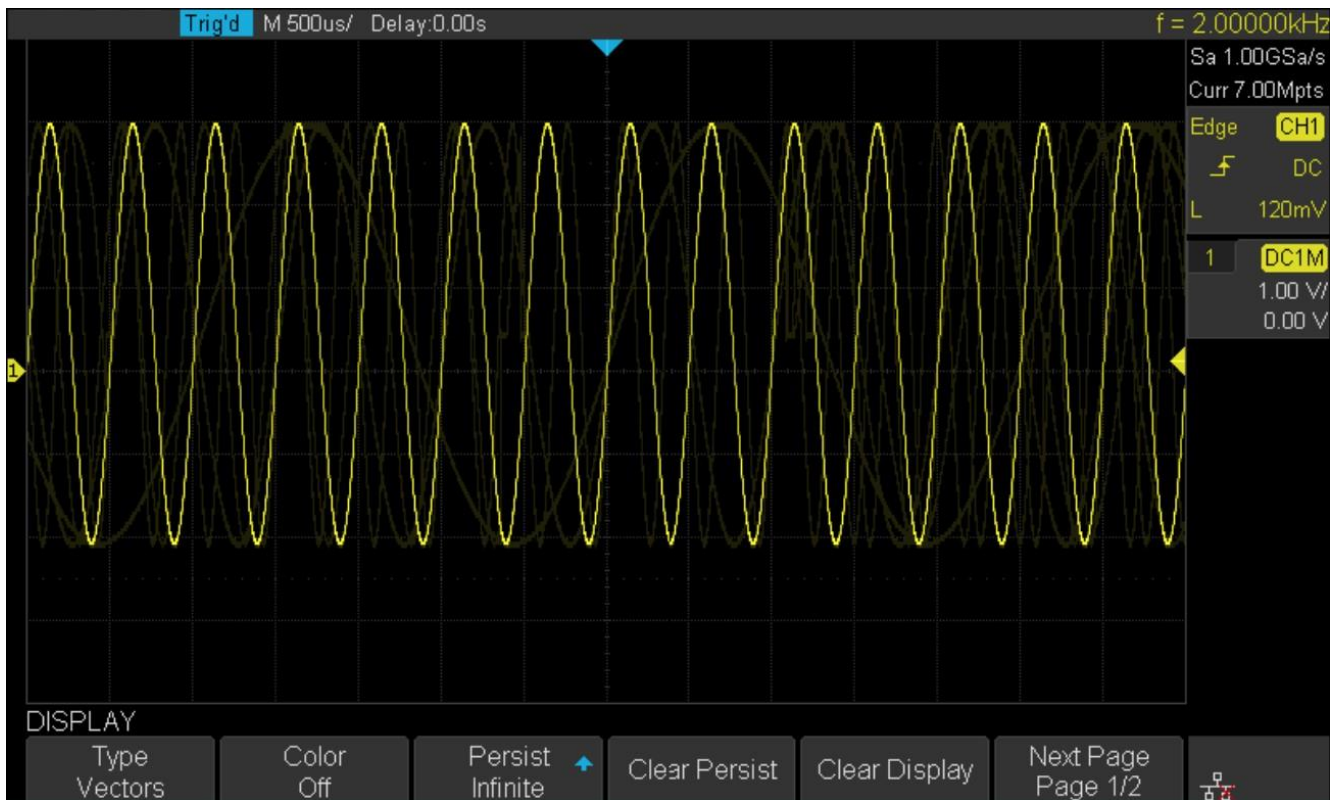 Trig'd M 500us/ Delay:0.00s f = 2.00000kHz
Sa 1.00GSa/s
Curr 7.00Mpts
Edge CH1
DC
L 120mV
1 DC1M
1.00 V/
0.00 V
1
DISPLAY
Type Color Persist Clear Persist Clear Display Next Page
Vectors Off Infinite Page 1/2